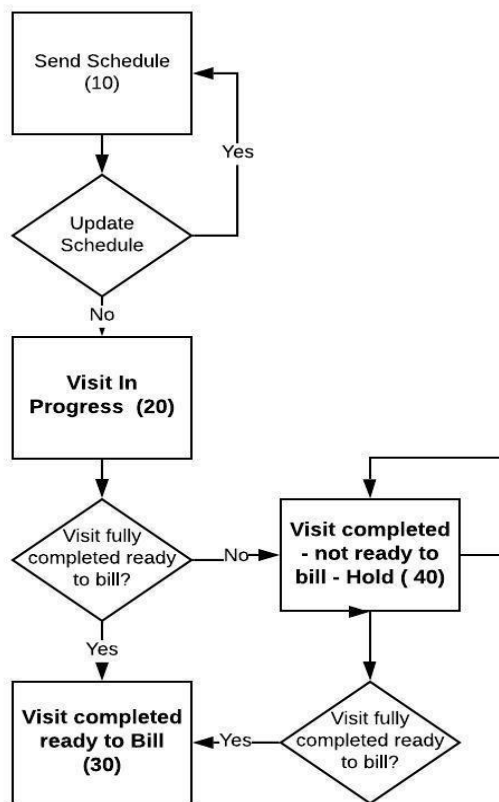 Send Schedule
(10)
Yes
Update
Schedule
No
Visit In
Progress (20)
Visit fully
completed ready
to bill?
No
Visit completed
- not ready to
bill - Hold ( 40)
Yes
Visit completed
ready to Bill
(30)
Yes
Visit fully
completed ready
to bill?